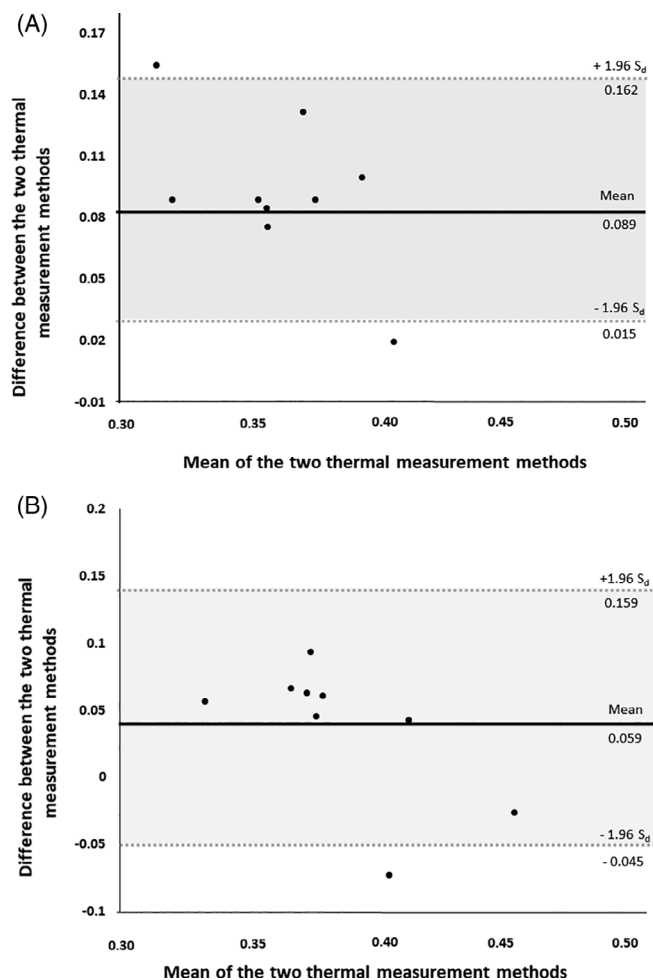 (A)
Difference between the two thermal
measurement methods
0.17
0.14
0.11
0.08
0.05
0.02
-0.01
+ 1.96 Sd
0.162
Mean
0.089
- 1.96 Sd
0.015
0.30 0.35 0.40 0.45 0.50
Mean of the two thermal measurement methods
(B)
Difference between the two thermal
measurement methods
0.2
0.15
0.1
0.05
0
-0.05
-0.1
+1.96 Sd
0.159
Mean
0.059
- 1.96 Sd
- 0.045
0.30 0.35 0.40 0.45 0.50
Mean of the two thermal measurement methods